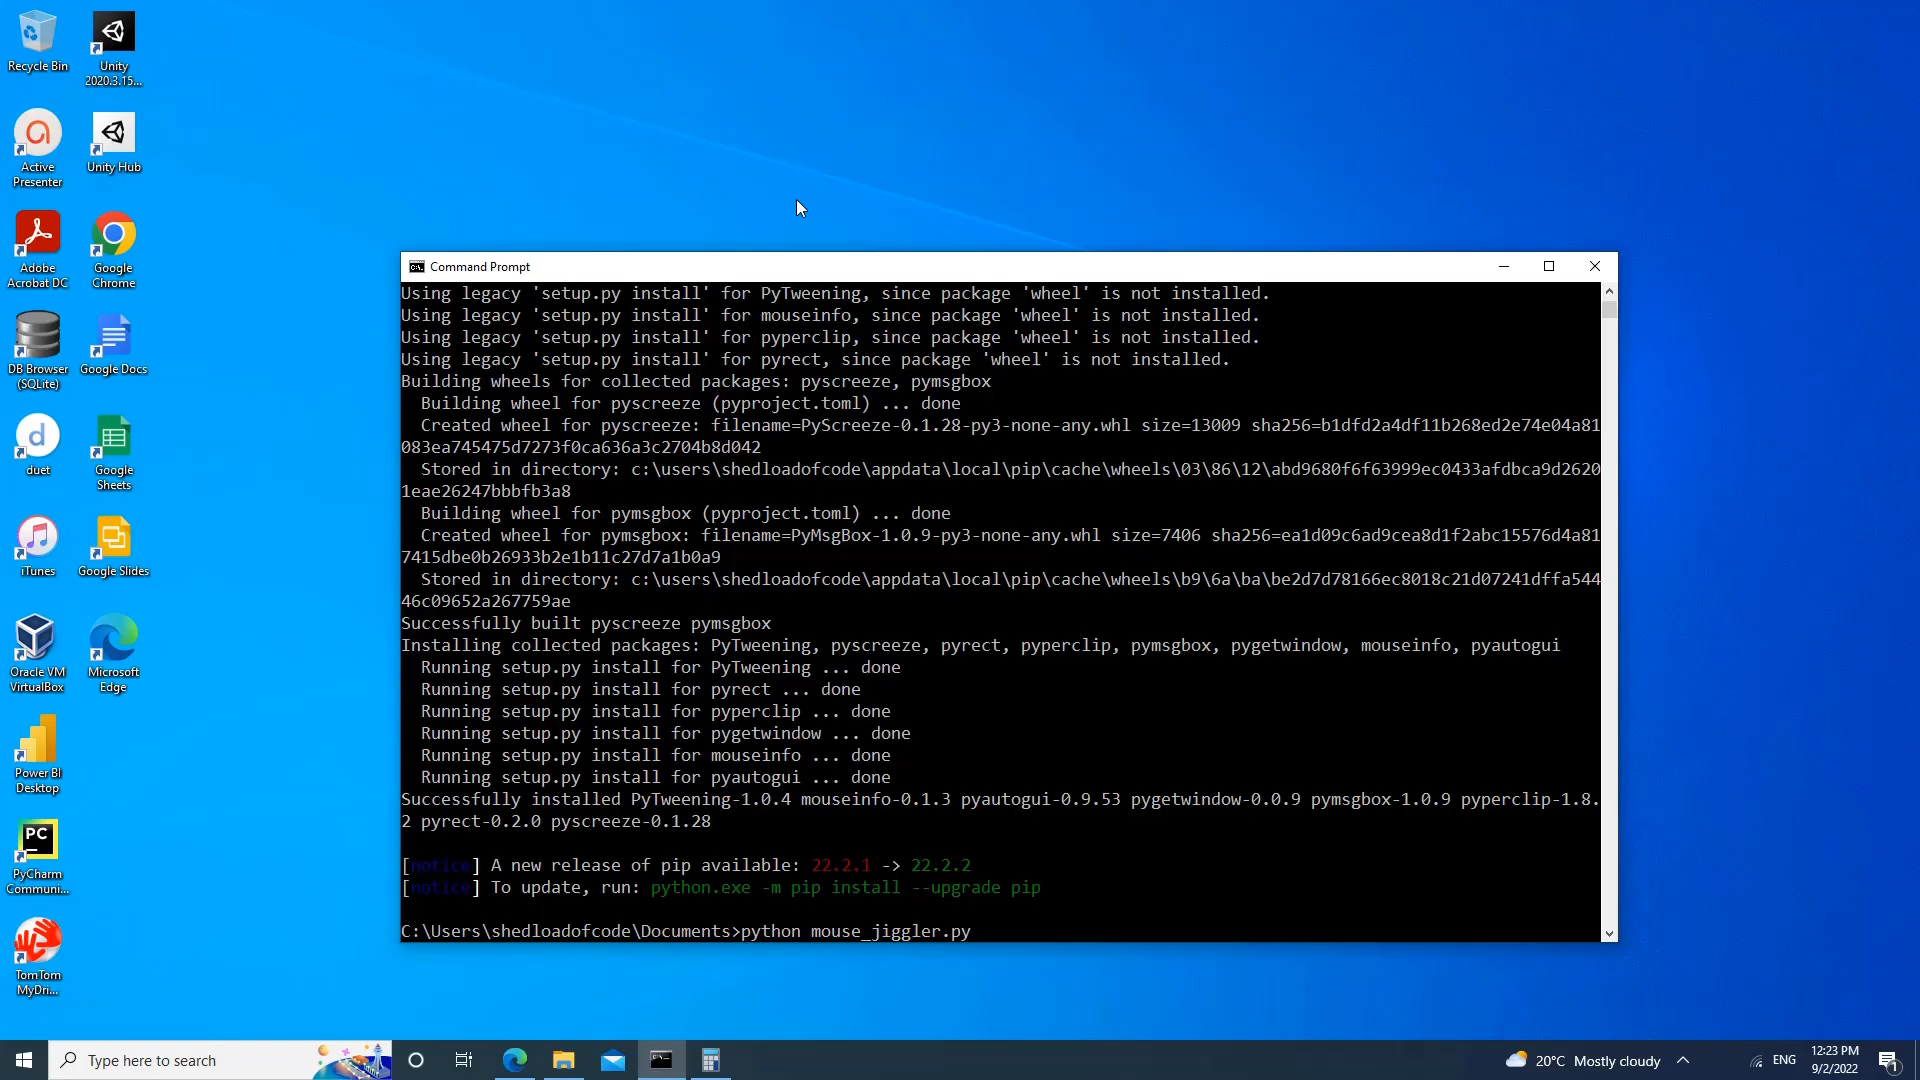 Recycle Bin
Unity
2020.3.15...
Active
Presenter
Unity Hub
Adobe
Acrobat DC
Google
Chrome
DB Browser
(SQLite)
Google Docs
duet
Google
Sheets
iTunes
Google Slides
Oracle VM
VirtualBox
Microsoft
Edge
Power BI
Desktop
PC
PyCharm
Communi...
TomTom
MyDri...
Command Prompt
Using legacy 'setup.py install' for PyTweening, since package 'wheel' is not installed.
Using legacy 'setup.py install' for mouseinfo, since package 'wheel' is not installed.
Using legacy 'setup.py install' for pyperclip, since package 'wheel' is not installed.
Using legacy 'setup.py install' for pyrect, since package 'wheel' is not installed.
Building wheels for collected packages: pyscreeze, pymsgbox
Building wheel for pyscreeze (pyproject.toml) ... done
Created wheel for pyscreeze: filename=PyScreeze-0.1.28-py3-none-any.whl size=13009 sha256=b1dfd2a4df11b268ed2e74e04a81
083ea745475d7273f0ca636a3c2704b8d042
Stored in directory: c:\users\shedloadofcode\appdata\local\pip\cache\wheels\03\86\12\abd9680f6f63999ec0433afdbca9d2620
1eae26247bbbfb3a8
Building wheel for pymsgbox (pyproject.toml) ... done
Created wheel for pymsgbox: filename=PyMsgBox-1.0.9-py3-none-any.whl size=7406 sha256=ea1d09c6ad9cea8d1f2abc15576d4a81
7415dbe0b26933b2e1b11c27d7a1b0a9
Stored in directory: c:\users\shedloadofcode\appdata\local\pip\cache\wheels\b9\6a\ba\be2d7d78166ec8018c21d07241dffa544
46c09652a267759ae
Successfully built pyscreeze pymsgbox
Installing collected packages: PyTweening, pyscreeze, pyrect, pyperclip, pymsgbox, pygetwindow, mouseinfo, pyautogui
Running setup.py install for PyTweening ... done
Running setup.py install for pyrect ... done
Running setup.py install for pyperclip ... done
Running setup.py install for pygetwindow ... done
Running setup.py install for mouseinfo ... done
Running setup.py install for pyautogui ... done
Successfully installed PyTweening-1.0.4 mouseinfo-0.1.3 pyautogui-0.9.53 pygetwindow-0.0.9 pymsgbox-1.0.9 pyperclip-1.8.
2 pyrect-0.2.0 pyscreeze-0.1.28
[notice] A new release of pip available: 22.2.1 -> 22.2.2
[notice] To update, run: python.exe -m pip install --upgrade pip
C:\Users\shedloadofcode\Documents>python mouse_jiggler.py
Type here to search
20°C Mostly cloudy
ENG
12:23 PM
9/2/2022
1